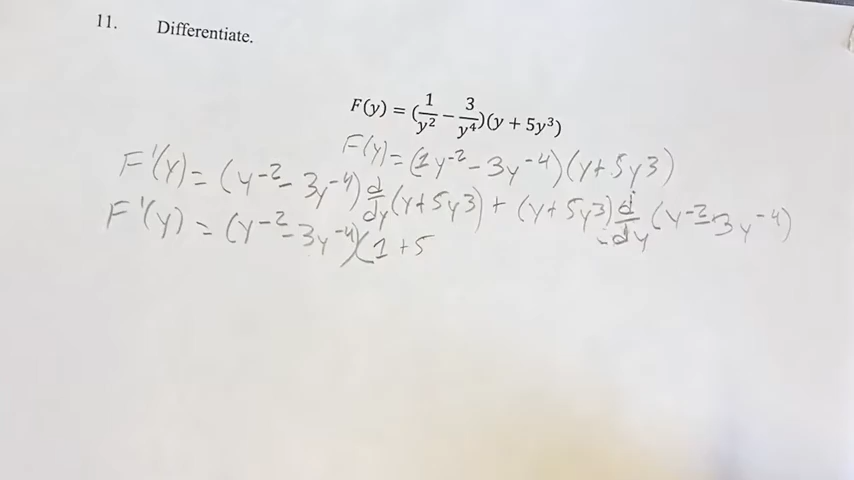 11. Differentiate.
F(y) = (1/y² − 3/y⁴)(y + 5y³)
F(y) = (1y⁻² − 3y⁻⁴)(y + 5y³)
F'(y) = (y⁻² − 3y⁻⁴) d/dy (y + 5y³) + (y + 5y³) d/dy (y⁻² − 3y⁻⁴)
F'(y) = (y⁻² − 3y⁻⁴)(1 + 5